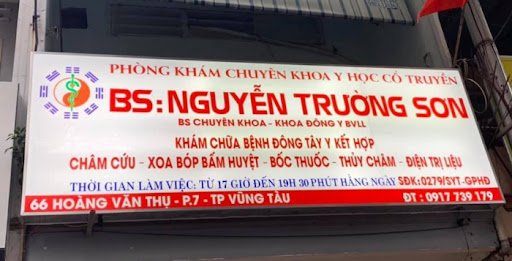 PHÒNG KHÁM CHUYÊN KHOA Y HỌC CỔ TRUYỀN
BS: NGUYỄN TRƯỜNG SƠN
BS CHUYÊN KHOA - KHOA ĐÔNG Y BVLL
KHÁM CHỮA BỆNH ĐÔNG TÂY Y KẾT HỢP
CHÂM CỨU - XOA BÓP BẤM HUYỆT - BỐC THUỐC - THỦY CHÂM - ĐIỆN TRỊ LIỆU
THỜI GIAN LÀM VIỆC: TỪ 17 GIỜ ĐẾN 19H 30 PHÚT HẰNG NGÀY SĐK: 0279/SYT-GPHĐ
66 HOÀNG VĂN THỤ - P.7 - TP VŨNG TÀU ĐT : 0917 739 179